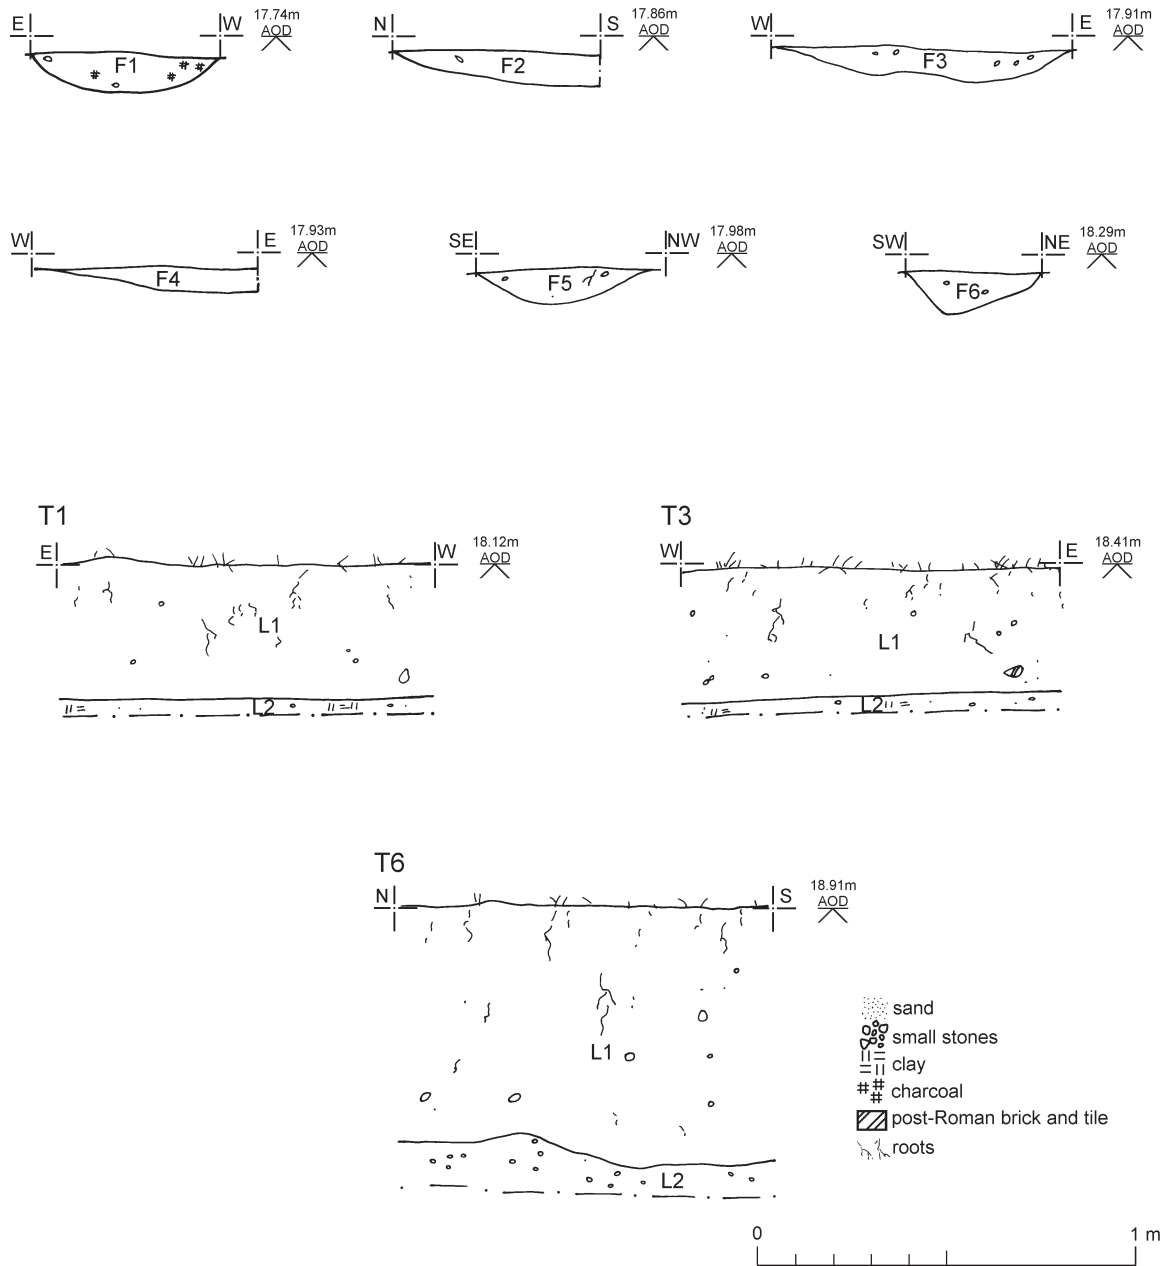 E W 17.74m
AOD
F1
N S 17.86m
AOD
F2
W E 17.91m
AOD
F3
W E 17.93m
AOD
F4
SE NW 17.98m
AOD
F5
SW NE 18.29m
AOD
F6
T1
E W 18.12m
AOD
L1
L2
T3
W E 18.41m
AOD
L1
L2
T6
N S 18.91m
AOD
L1
L2
sand
small stones
clay
charcoal
post-Roman brick and tile
roots
0 1 m